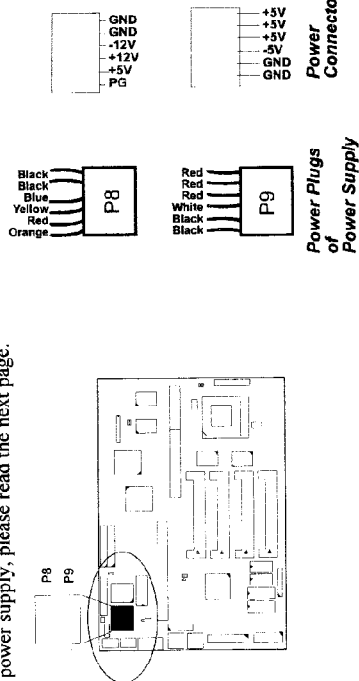 power supply, please read the next page.
P8
P9
Black
Black
Blue
Yellow
Red
Orange
P8
Red
Red
Red
White
Black
Black
P9
Power Plugs
of
Power Supply
GND
GND
-12V
+12V
+5V
PG
+5V
+5V
+5V
-5V
GND
GND
Power